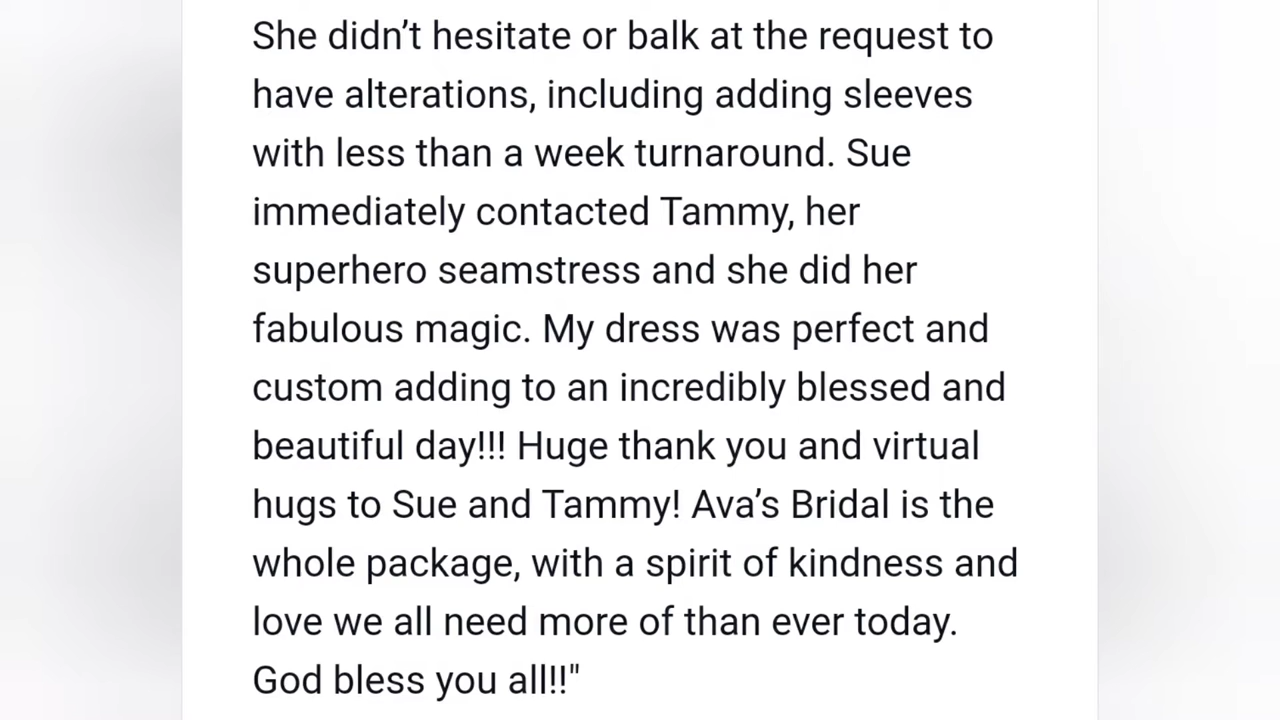 She didn’t hesitate or balk at the request to
have alterations, including adding sleeves
with less than a week turnaround. Sue
immediately contacted Tammy, her
superhero seamstress and she did her
fabulous magic. My dress was perfect and
custom adding to an incredibly blessed and
beautiful day!!! Huge thank you and virtual
hugs to Sue and Tammy! Ava’s Bridal is the
whole package, with a spirit of kindness and
love we all need more of than ever today.
God bless you all!!"